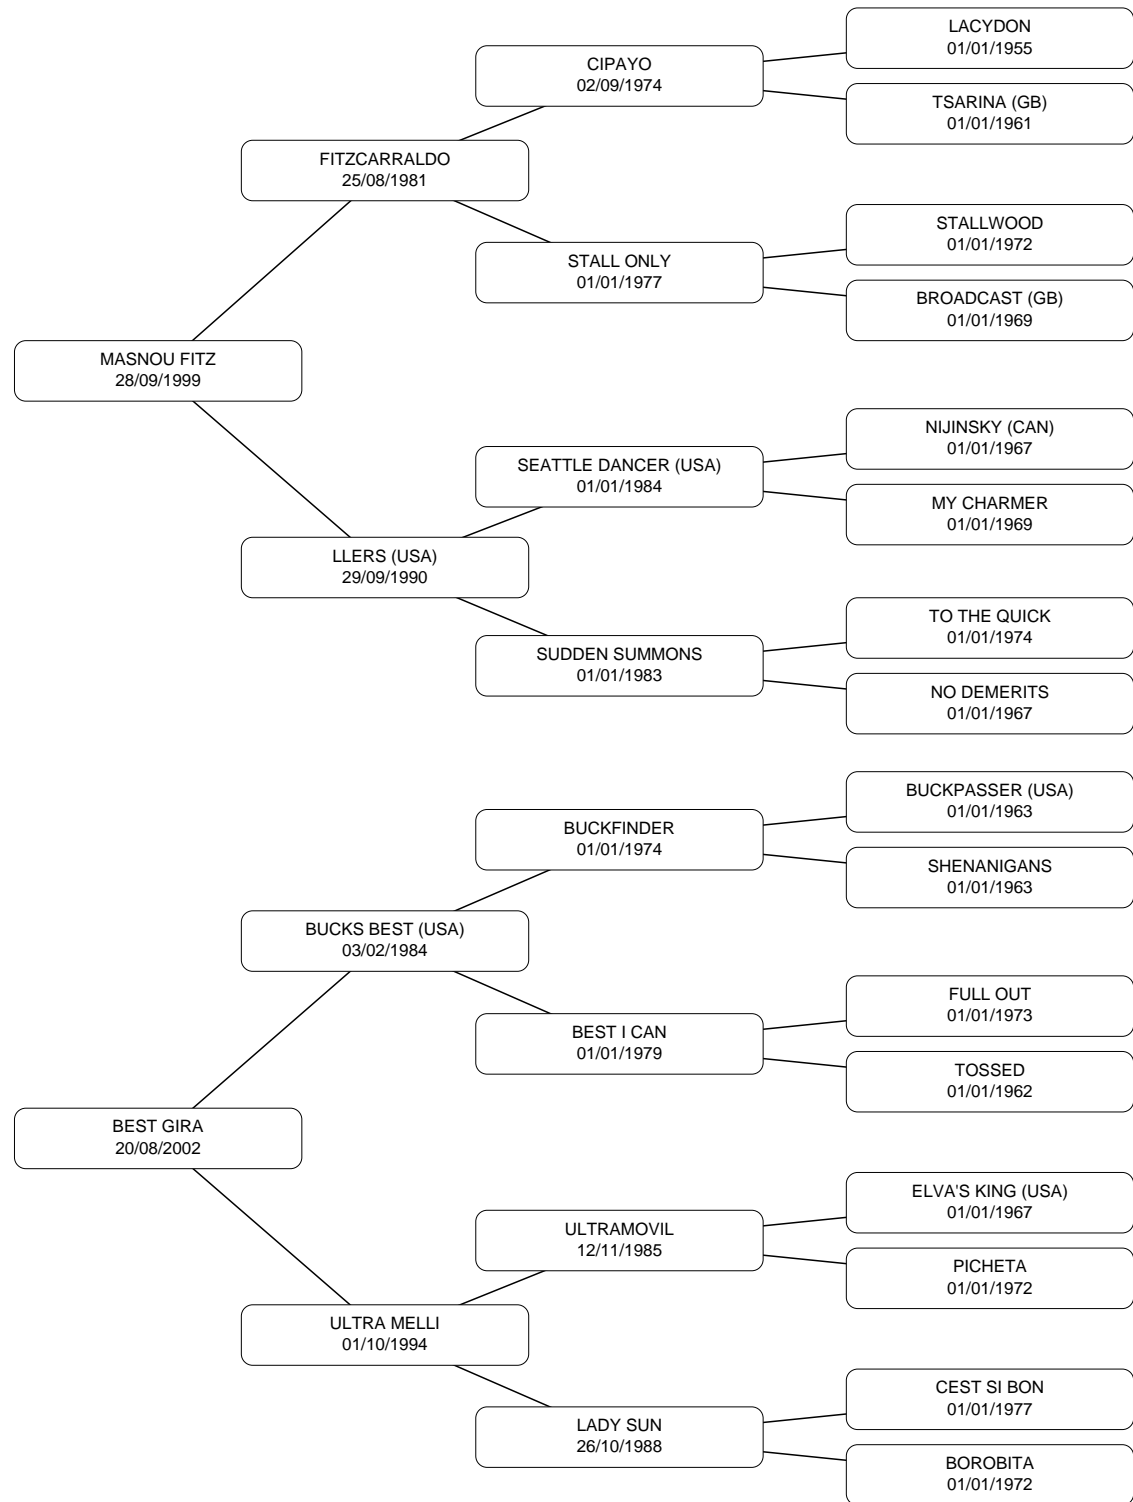 LACYDON
01/01/1955
CIPAYO
02/09/1974
TSARINA (GB)
01/01/1961
FITZCARRALDO
25/08/1981
STALLWOOD
01/01/1972
STALL ONLY
01/01/1977
BROADCAST (GB)
01/01/1969
MASNOU FITZ
28/09/1999
NIJINSKY (CAN)
01/01/1967
SEATTLE DANCER (USA)
01/01/1984
MY CHARMER
01/01/1969
LLERS (USA)
29/09/1990
TO THE QUICK
01/01/1974
SUDDEN SUMMONS
01/01/1983
NO DEMERITS
01/01/1967
BUCKPASSER (USA)
01/01/1963
BUCKFINDER
01/01/1974
SHENANIGANS
01/01/1963
BUCKS BEST (USA)
03/02/1984
FULL OUT
01/01/1973
BEST I CAN
01/01/1979
TOSSED
01/01/1962
BEST GIRA
20/08/2002
ELVA'S KING (USA)
01/01/1967
ULTRAMOVIL
12/11/1985
PICHETA
01/01/1972
ULTRA MELLI
01/10/1994
CEST SI BON
01/01/1977
LADY SUN
26/10/1988
BOROBITA
01/01/1972